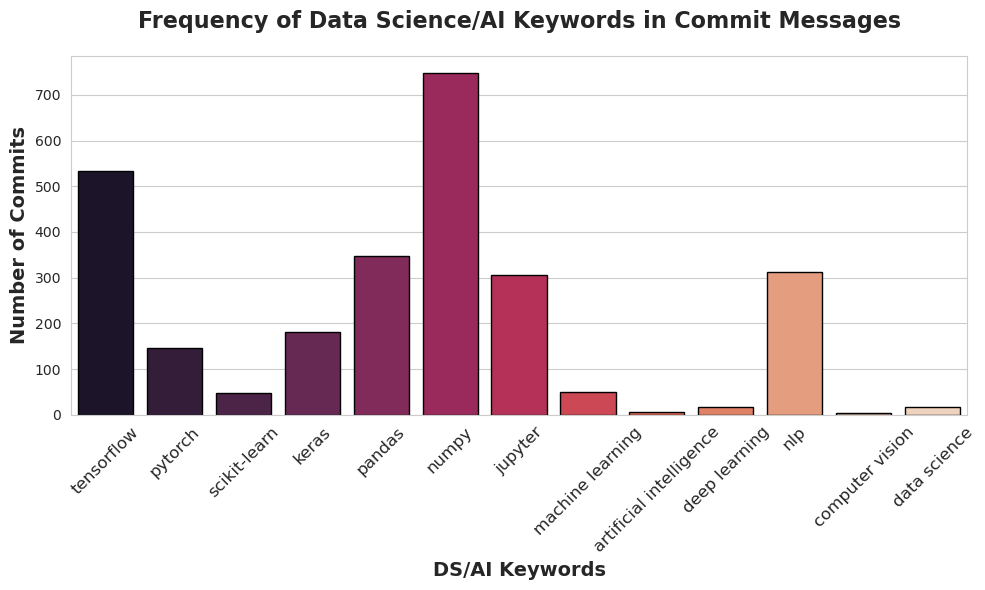 Frequency of Data Science/AI Keywords in Commit Messages
Number of Commits
700
600
500
400
300
200
100
0
tensorflow
pytorch
scikit-learn
keras
pandas
numpy
jupyter
machine learning
artificial intelligence
deep learning
nlp
computer vision
data science
DS/AI Keywords